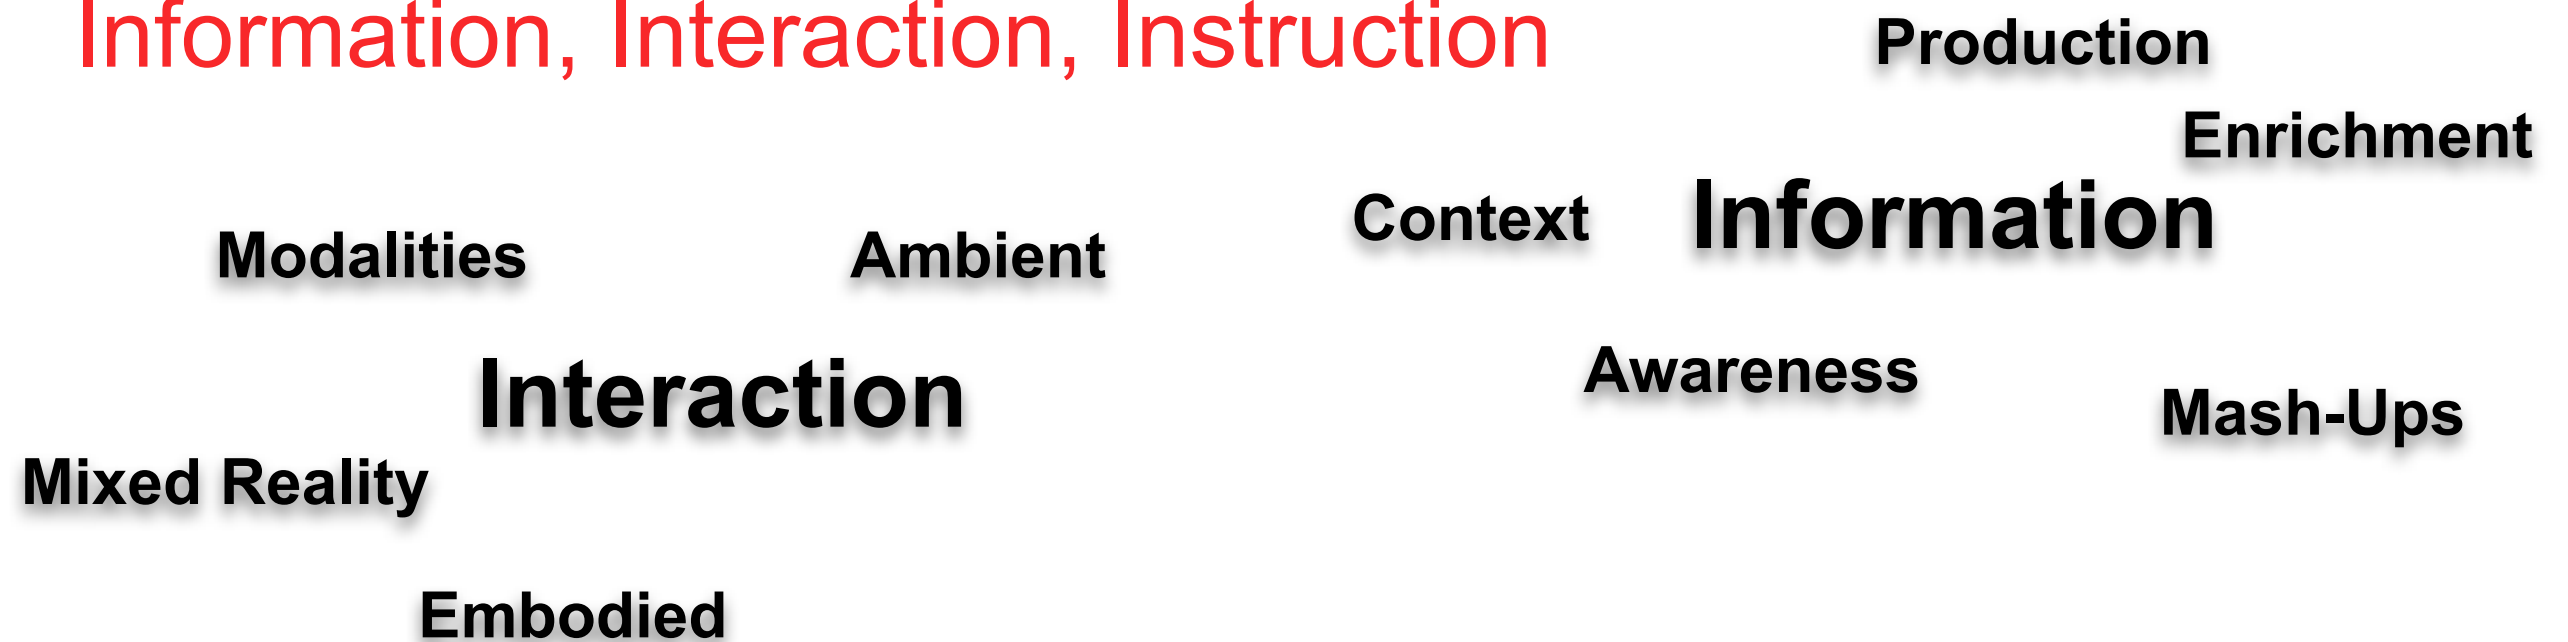 Information, Interaction, Instruction
Production
Enrichment
Context
Information
Modalities
Ambient
Awareness
Interaction
Mash-Ups
Mixed Reality
Embodied